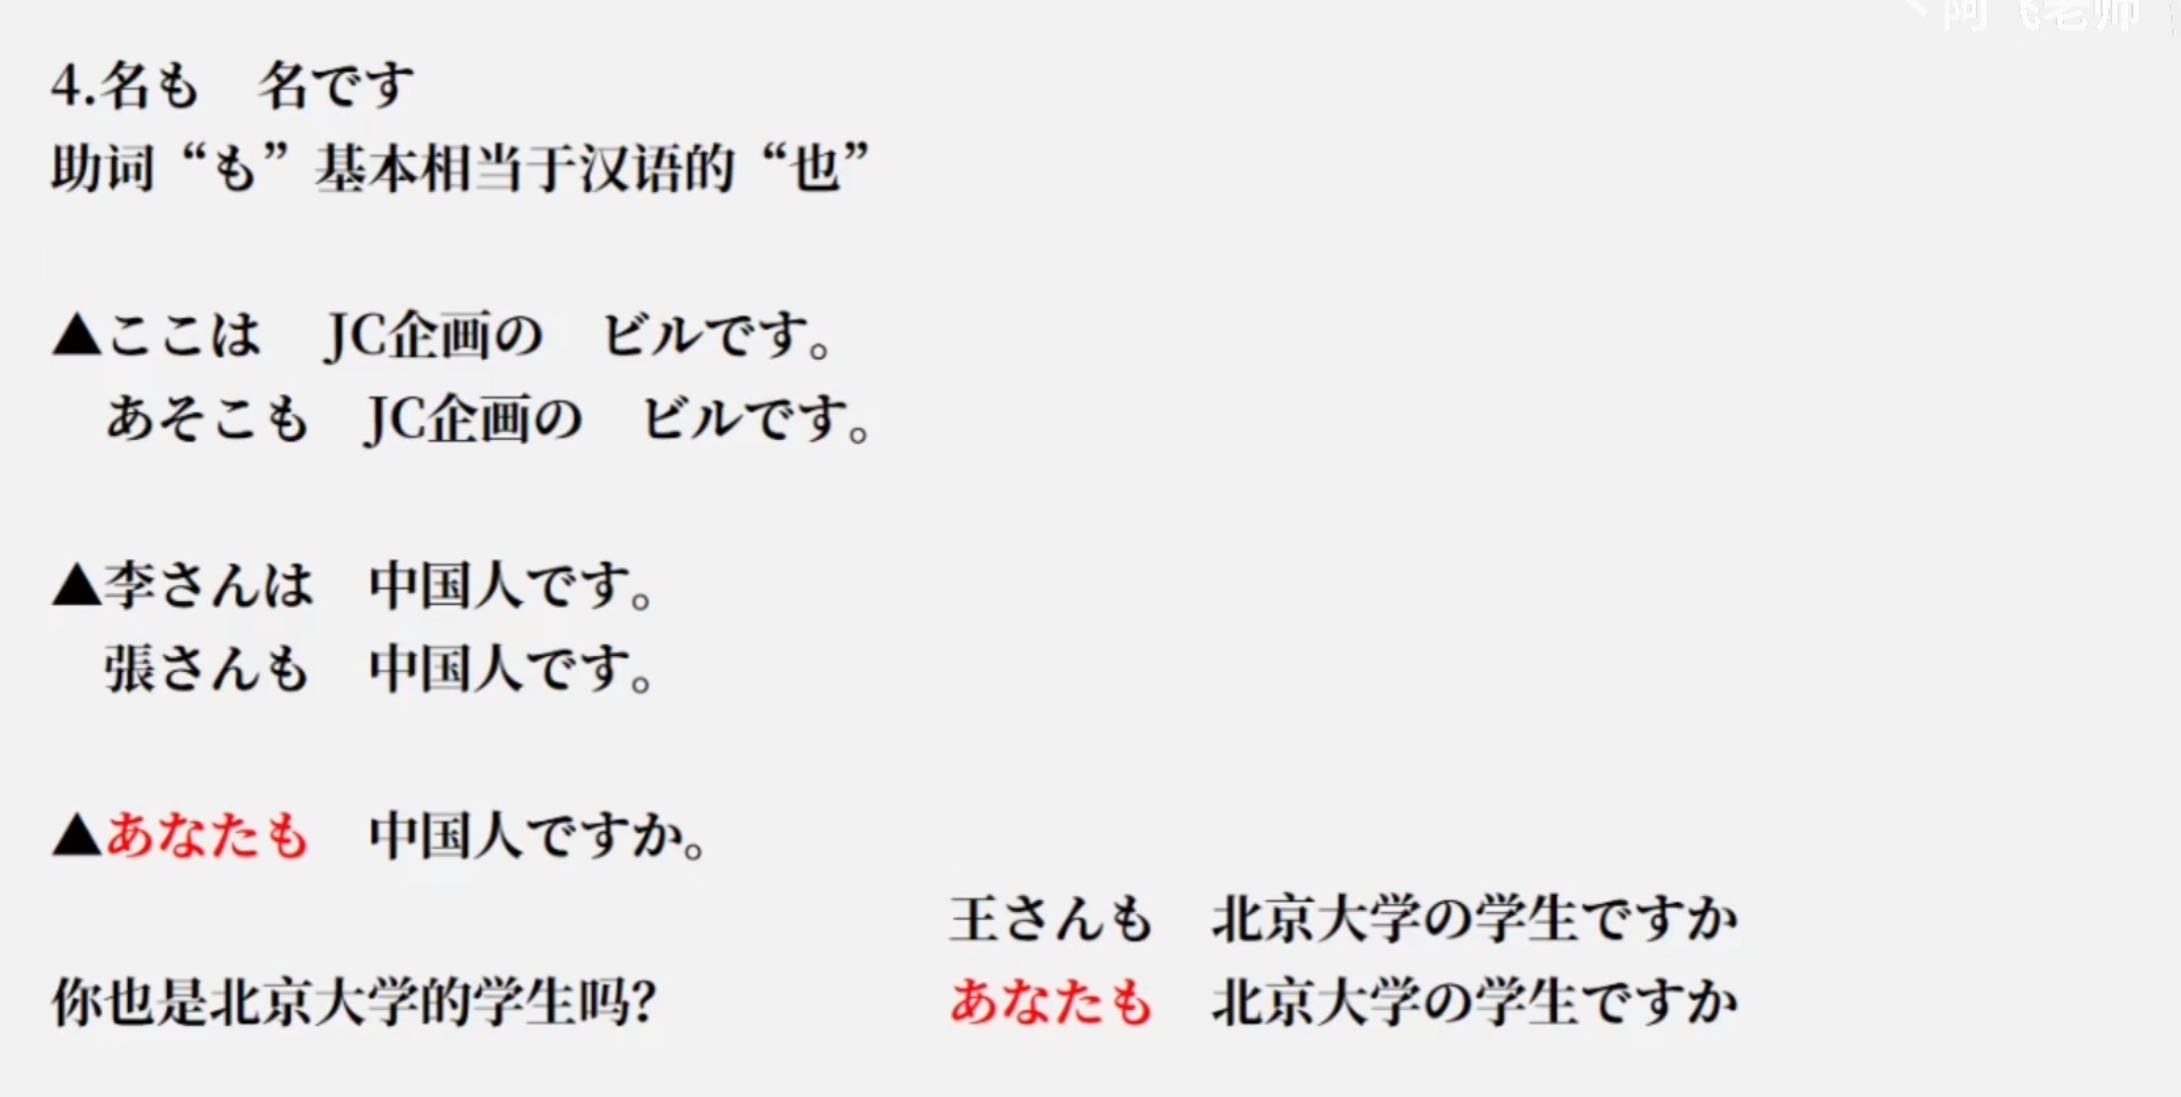 阿飞老师
4.名も　名です
助词“も”基本相当于汉语的“也”
▲ここは　JC企画の　ビルです。
あそこも　JC企画の　ビルです。
▲李さんは　中国人です。
張さんも　中国人です。
▲あなたも　中国人ですか。
王さんも　北京大学の学生ですか
你也是北京大学的学生吗?
あなたも　北京大学の学生ですか